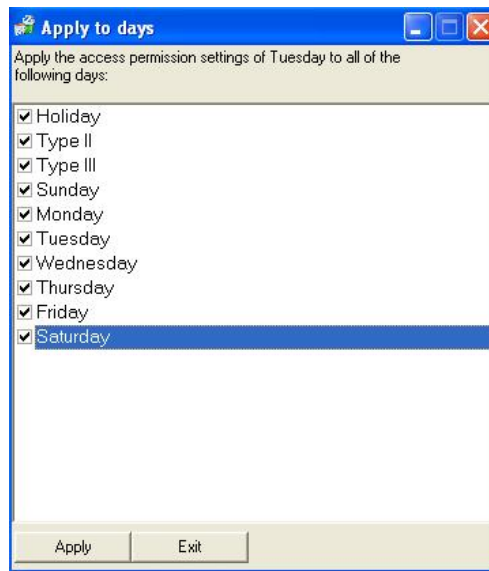 Apply to days
Apply the access permission settings of Tuesday to all of the
following days:
Holiday
Type II
Type III
Sunday
Monday
Tuesday
Wednesday
Thursday
Friday
Saturday
Apply Exit